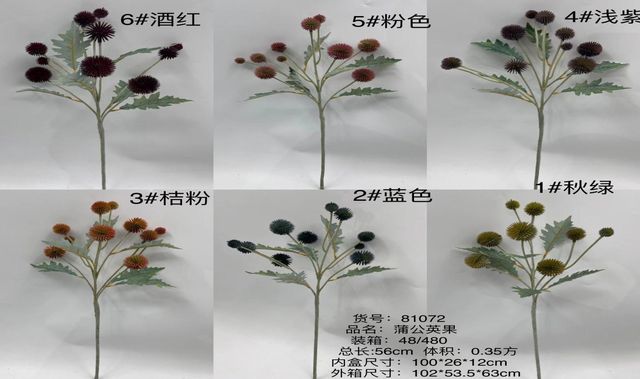 6#酒红
5#粉色
4#浅紫
3#桔粉
2#蓝色
1#秋绿
货号：81072
品名：蒲公英果
装箱：48/480
总长:56cm 体积：0.35方
内盒尺寸：100*26*12cm
外箱尺寸：102*53.5*63cm